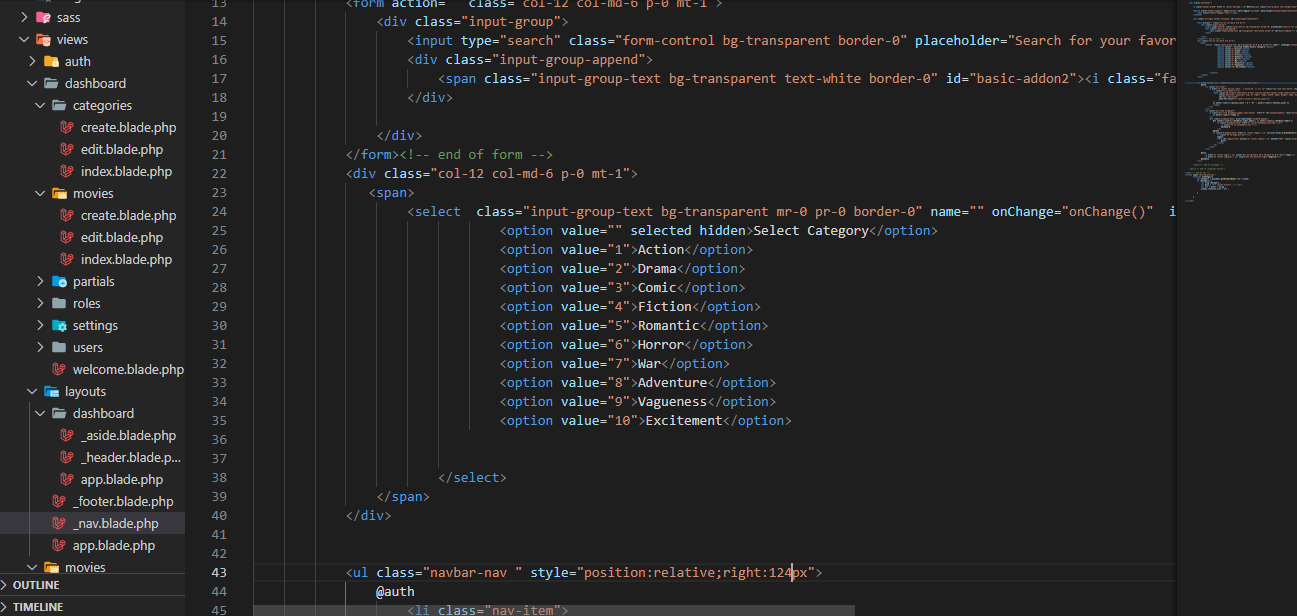 sass
views
auth
dashboard
categories
create.blade.php
edit.blade.php
index.blade.php
movies
create.blade.php
edit.blade.php
index.blade.php
partials
roles
settings
users
welcome.blade.php
layouts
dashboard
_aside.blade.php
_header.blade.p...
app.blade.php
_footer.blade.php
_nav.blade.php
app.blade.php
movies
OUTLINE
TIMELINE
13 <form action="" class="col-12 col-md-6 p-0 mt-1">
14 <div class="input-group">
15 <input type="search" class="form-control bg-transparent border-0" placeholder="Search for your favor
16 <div class="input-group-append">
17 <span class="input-group-text bg-transparent text-white border-0" id="basic-addon2"><i class="fa
18 </div>
19
20 </div>
21 </form><!-- end of form -->
22 <div class="col-12 col-md-6 p-0 mt-1">
23 <span>
24 <select  class="input-group-text bg-transparent mr-0 pr-0 border-0" name="" onChange="onChange()"  i
25 <option value="" selected hidden>Select Category</option>
26 <option value="1">Action</option>
27 <option value="2">Drama</option>
28 <option value="3">Comic</option>
29 <option value="4">Fiction</option>
30 <option value="5">Romantic</option>
31 <option value="6">Horror</option>
32 <option value="7">War</option>
33 <option value="8">Adventure</option>
34 <option value="9">Vagueness</option>
35 <option value="10">Excitement</option>
36
37
38 </select>
39 </span>
40 </div>
41
42
43 <ul class="navbar-nav " style="position:relative;right:124px">
44 @auth
45 <li class="nav-item">